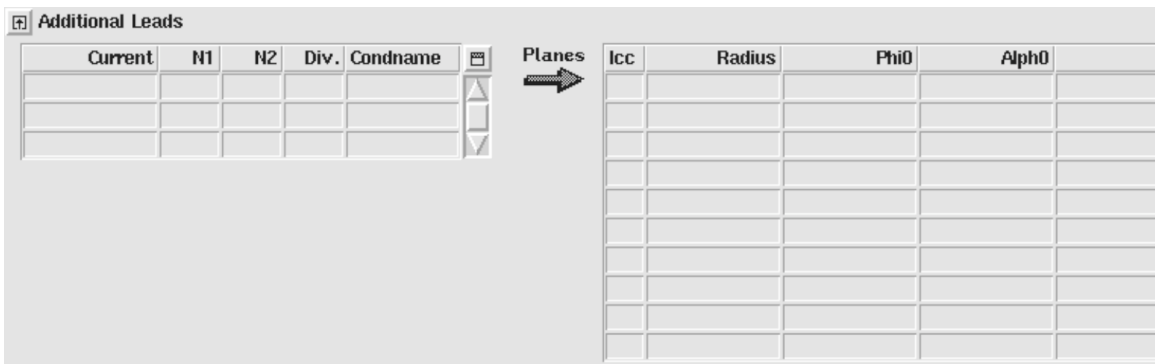 Additional Leads
Current N1 N2 Div. Condname
Planes
Icc Radius Phi0 Alph0